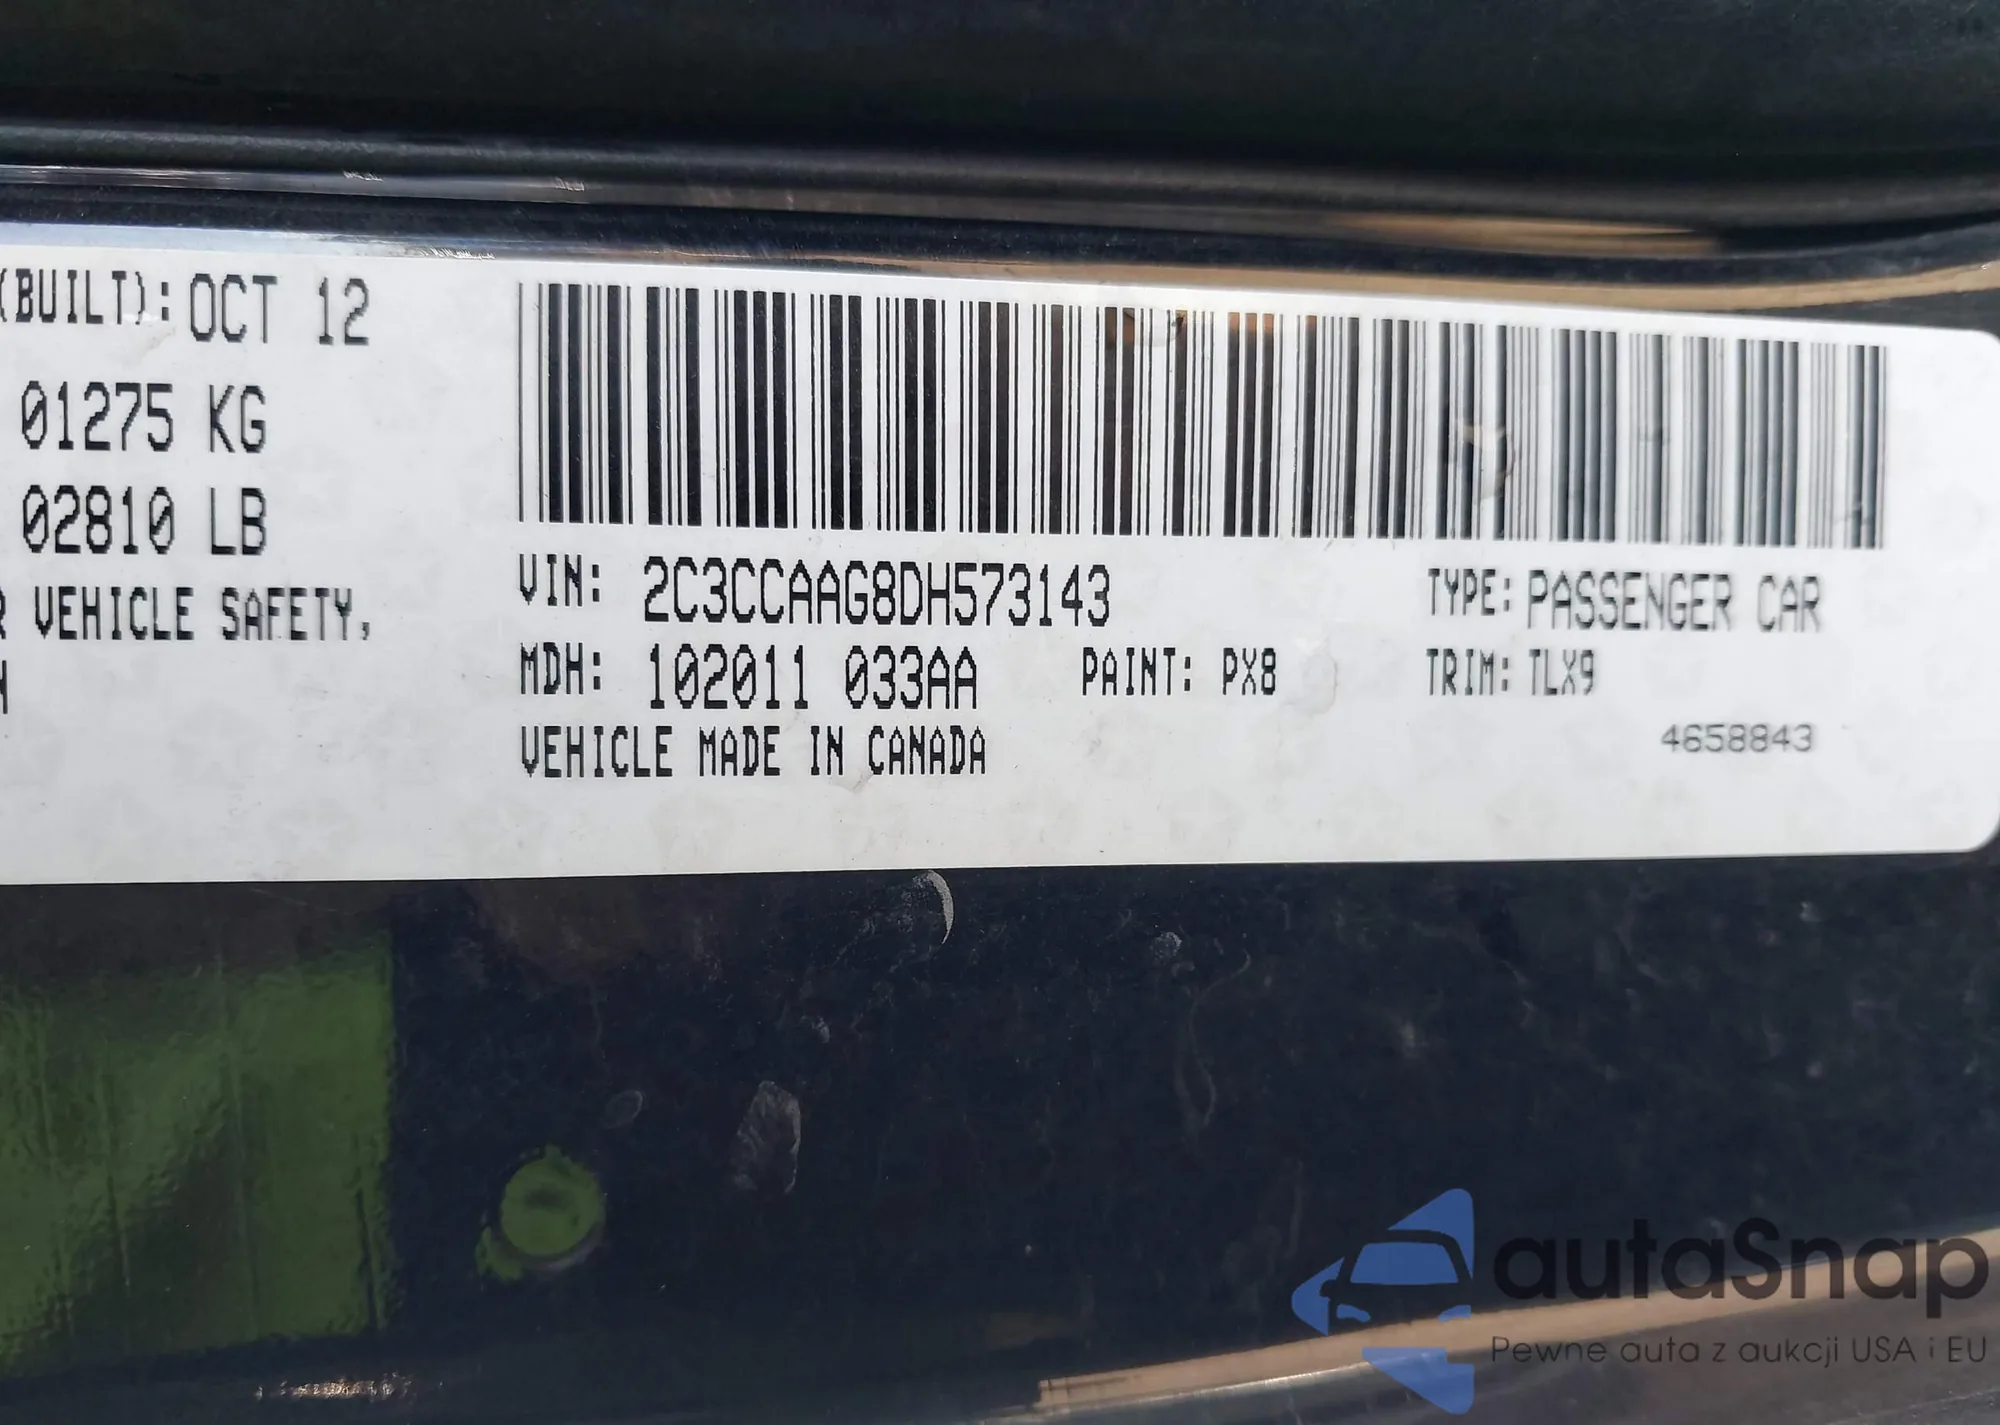 (BUILT): OCT 12
01275 KG
02810 LB
R VEHICLE SAFETY,
H
VIN: 2C3CCAAG8DH573143
TYPE: PASSENGER CAR
MDH: 102011 033AA
PAINT: PX8
TRIM: TLX9
VEHICLE MADE IN CANADA
4658843
autaSnap
Pewne auta z aukcji USA i EU